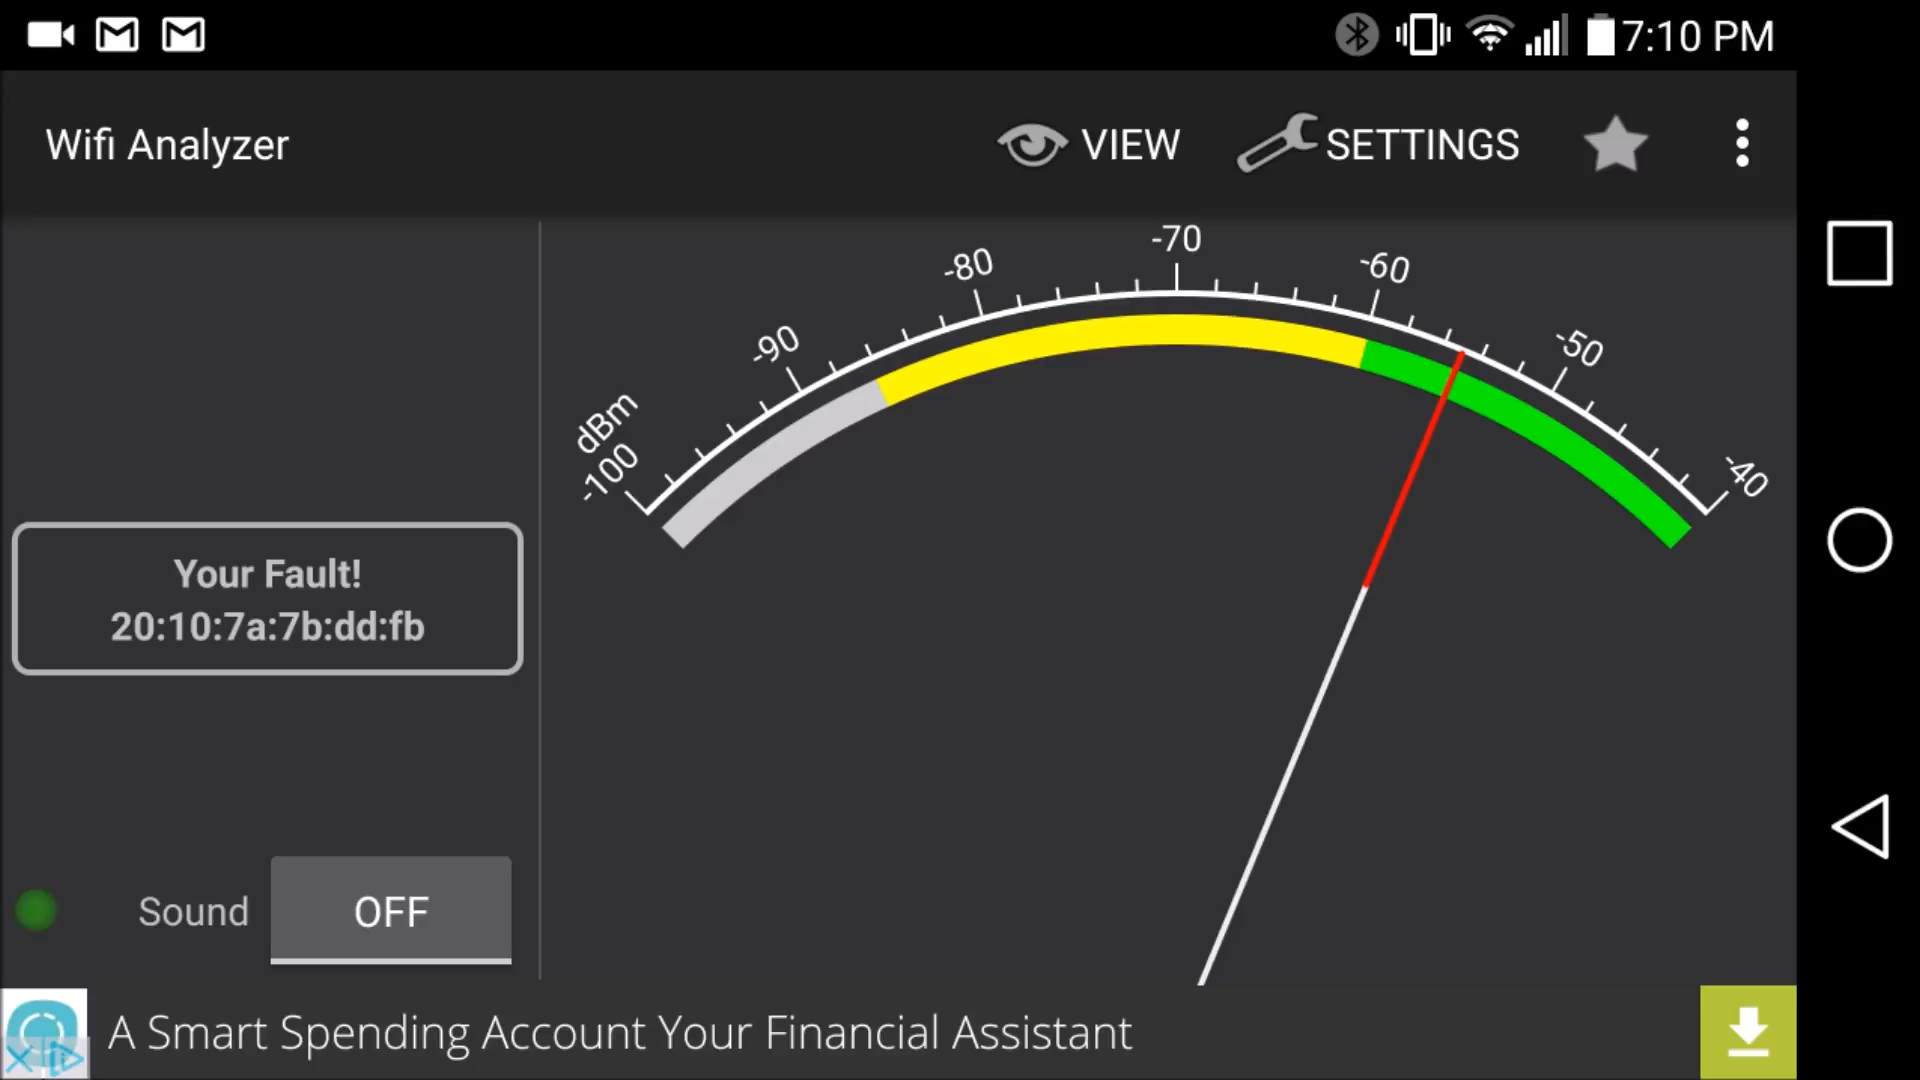 7:10 PM
Wifi Analyzer
VIEW
SETTINGS
-70
-80
-60
-90
-50
dBm
-100
-40
Your Fault!
20:10:7a:7b:dd:fb
Sound
OFF
A Smart Spending Account Your Financial Assistant